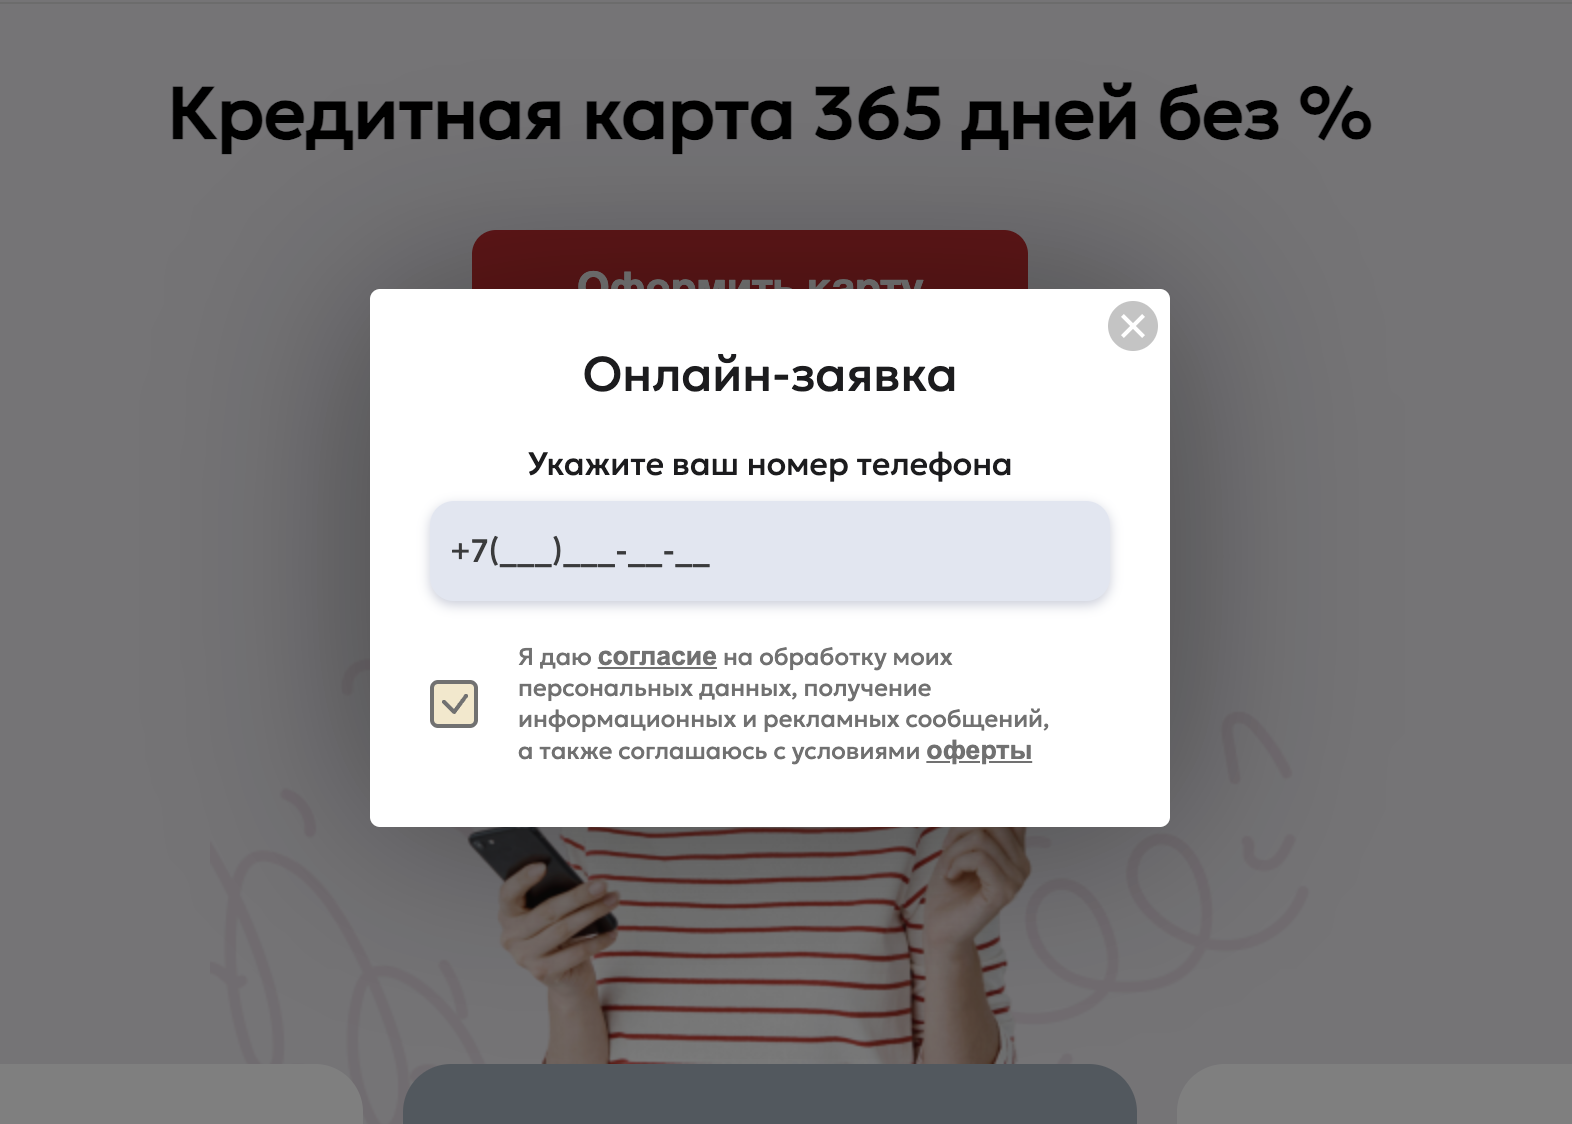 Кредитная карта 365 дней без %
Оформить карту
Онлайн-заявка
Укажите ваш номер телефона
+7(___)___-__-__
Я даю согласие на обработку моих
персональных данных, получение
информационных и рекламных сообщений,
а также соглашаюсь с условиями оферты